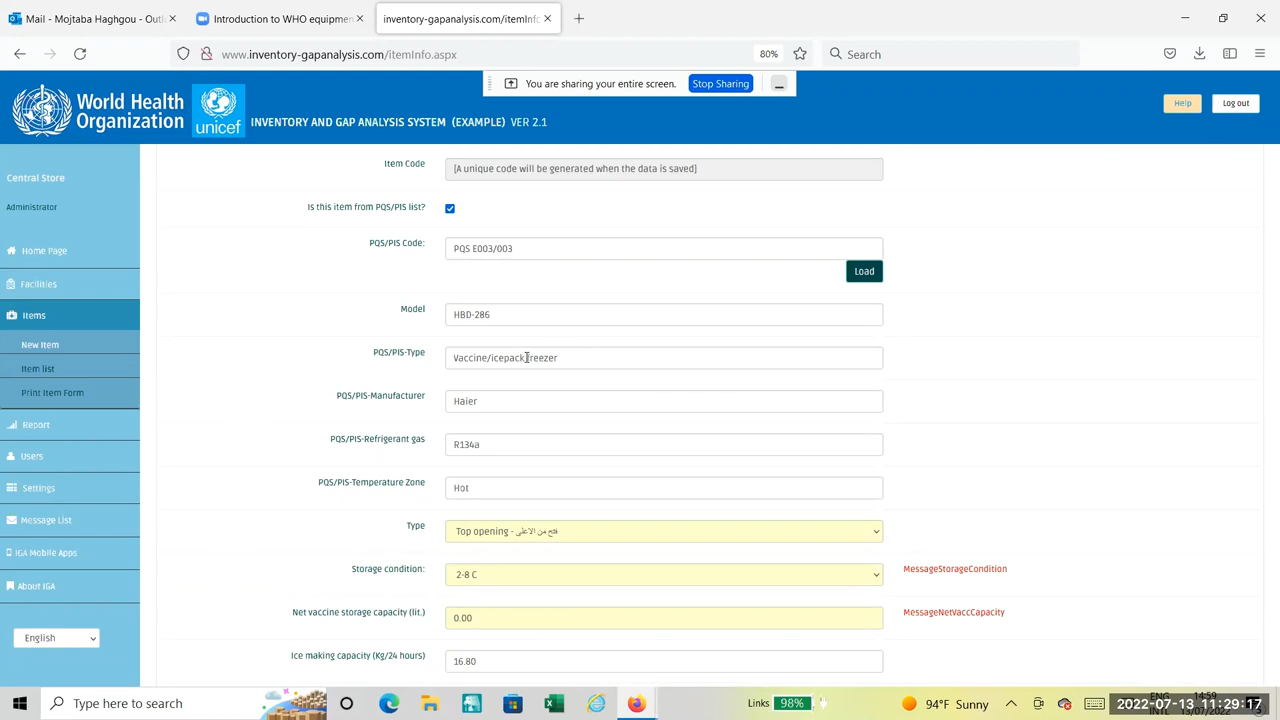 Mail - Mojtaba Haghgou - Outl
Introduction to WHO equipmen
inventory-gapanalysis.com/itemInfo
www.inventory-gapanalysis.com/itemInfo.aspx
80%
Search
You are sharing your entire screen.
Stop Sharing
World Health Organization
unicef
INVENTORY AND GAP ANALYSIS SYSTEM (EXAMPLE) VER 2.1
Help
Log out
Central Store
Administrator
Home Page
Facilities
Items
New Item
Item list
Print Item Form
Report
Users
Settings
Message List
IGA Mobile Apps
About IGA
English
Item Code
[A unique code will be generated when the data is saved]
Is this item from PQS/PIS list?
PQS/PIS Code:
PQS E003/003
Load
Model
HBD-286
PQS/PIS-Type
Vaccine/icepack freezer
PQS/PIS-Manufacturer
Haier
PQS/PIS-Refrigerant gas
R134a
PQS/PIS-Temperature Zone
Hot
Type
Top opening - فتح من الاعلى
Storage condition:
2-8 C
MessageStorageCondition
Net vaccine storage capacity (lit.)
0.00
MessageNetVaccCapacity
Ice making capacity (Kg/24 hours)
16.80
Type here to search
Links
98%
94°F Sunny
ENG
INTL
14:59
13/07/2022
2022-07-13 11:29:17